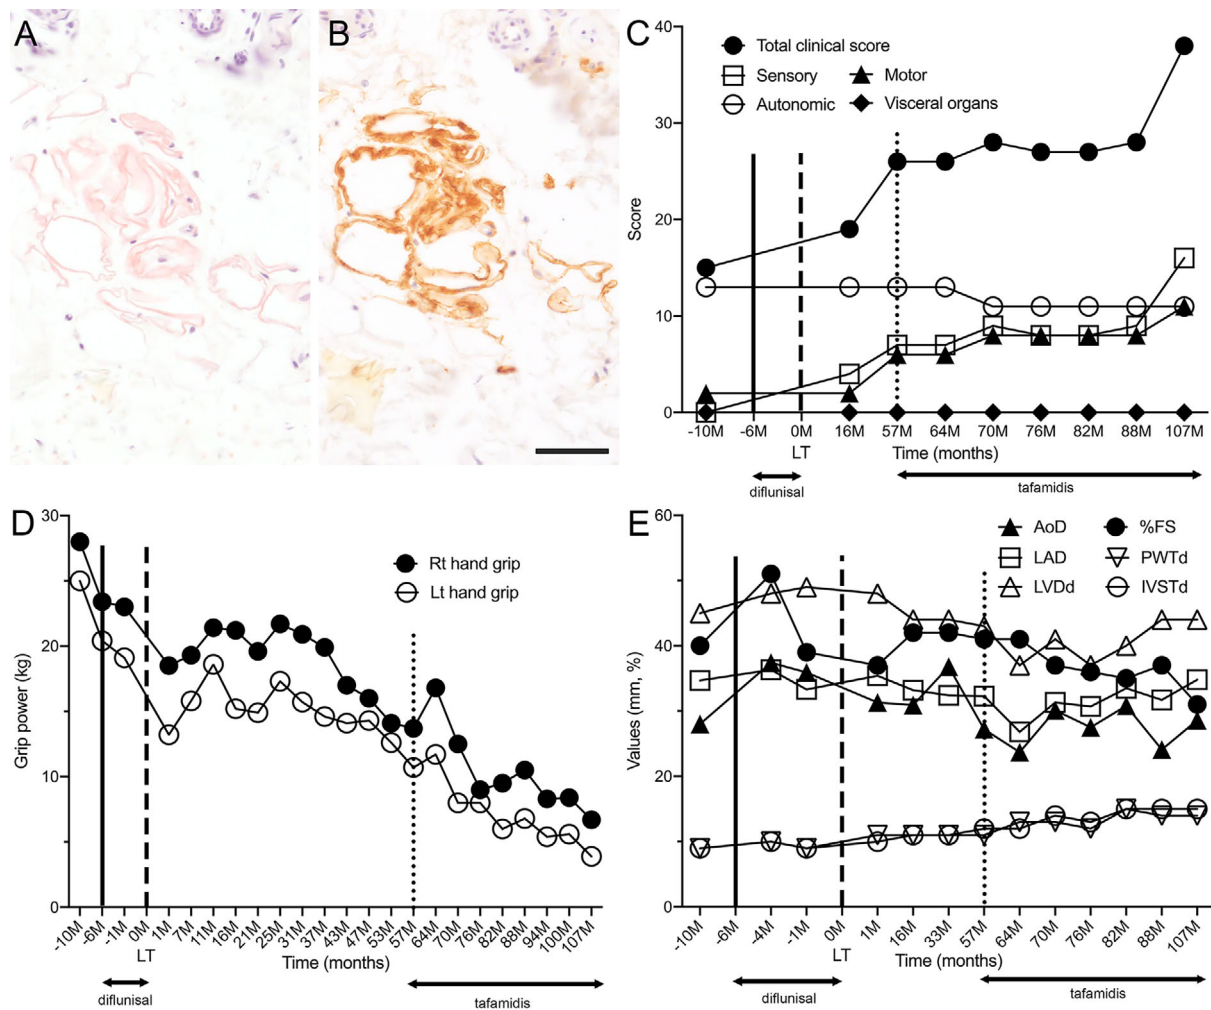 A
B
C
40
30
20
10
0
Score
Total clinical score
Sensory
Motor
Autonomic
Visceral organs
-10M -6M 0M 16M 57M 64M 70M 76M 82M 88M 107M
LT
Time (months)
diflunisal
tafamidis
D
30
20
10
0
Grip power (kg)
Rt hand grip
Lt hand grip
-10M -6M -1M 0M 1M 7M 11M 16M 21M 25M 31M 37M 43M 47M 53M 57M 64M 70M 76M 82M 88M 94M 100M 107M
LT
Time (months)
diflunisal
tafamidis
E
60
40
20
0
Values (mm, %)
AoD
%FS
LAD
PWTd
LVDd
IVSTd
-10M -6M -4M -1M 0M 1M 16M 33M 57M 64M 70M 76M 82M 88M 107M
LT
Time (months)
diflunisal
tafamidis